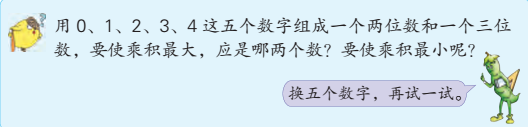 用 0、1、2、3、4 这五个数字组成一个两位数和一个三位
数，要使乘积最大，应是哪两个数？要使乘积最小呢？
换五个数字，再试一试。